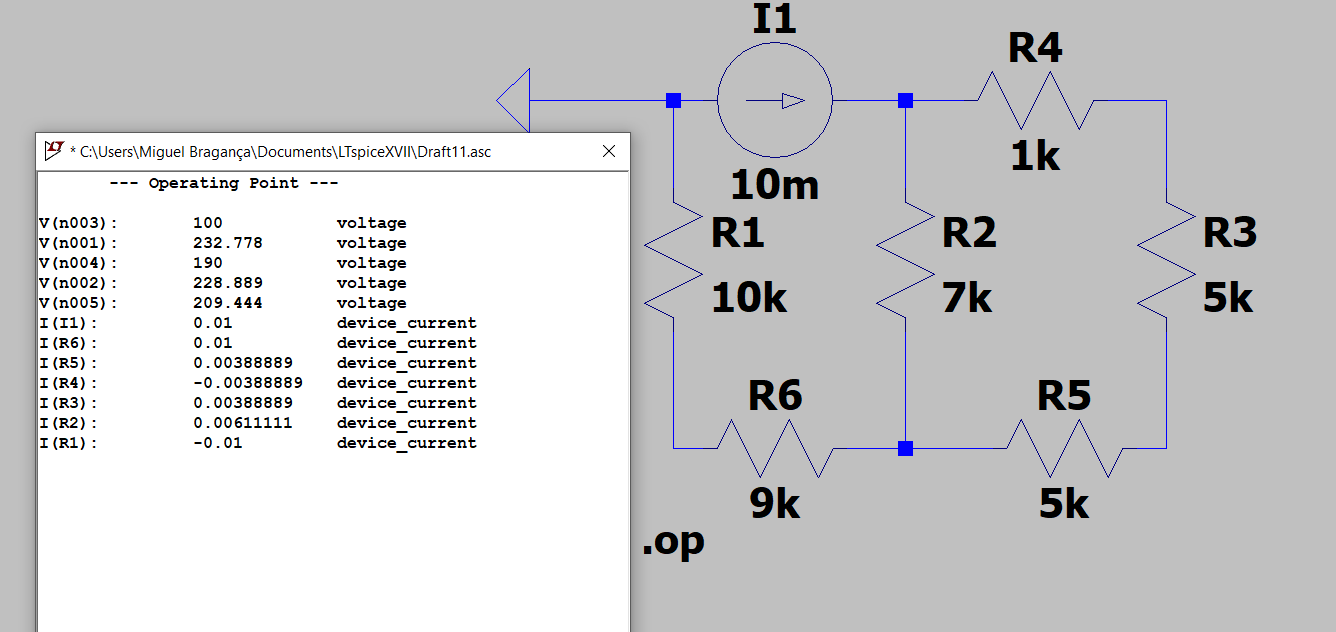 * C:\Users\Miguel Bragança\Documents\LTspiceXVII\Draft11.asc
--- Operating Point ---
V(n003): 100 voltage
V(n001): 232.778 voltage
V(n004): 190 voltage
V(n002): 228.889 voltage
V(n005): 209.444 voltage
I(I1): 0.01 device_current
I(R6): 0.01 device_current
I(R5): 0.00388889 device_current
I(R4): -0.00388889 device_current
I(R3): 0.00388889 device_current
I(R2): 0.00611111 device_current
I(R1): -0.01 device_current
I1
10m
R4
1k
R1
10k
R2
7k
R3
5k
R6
9k
R5
5k
.op